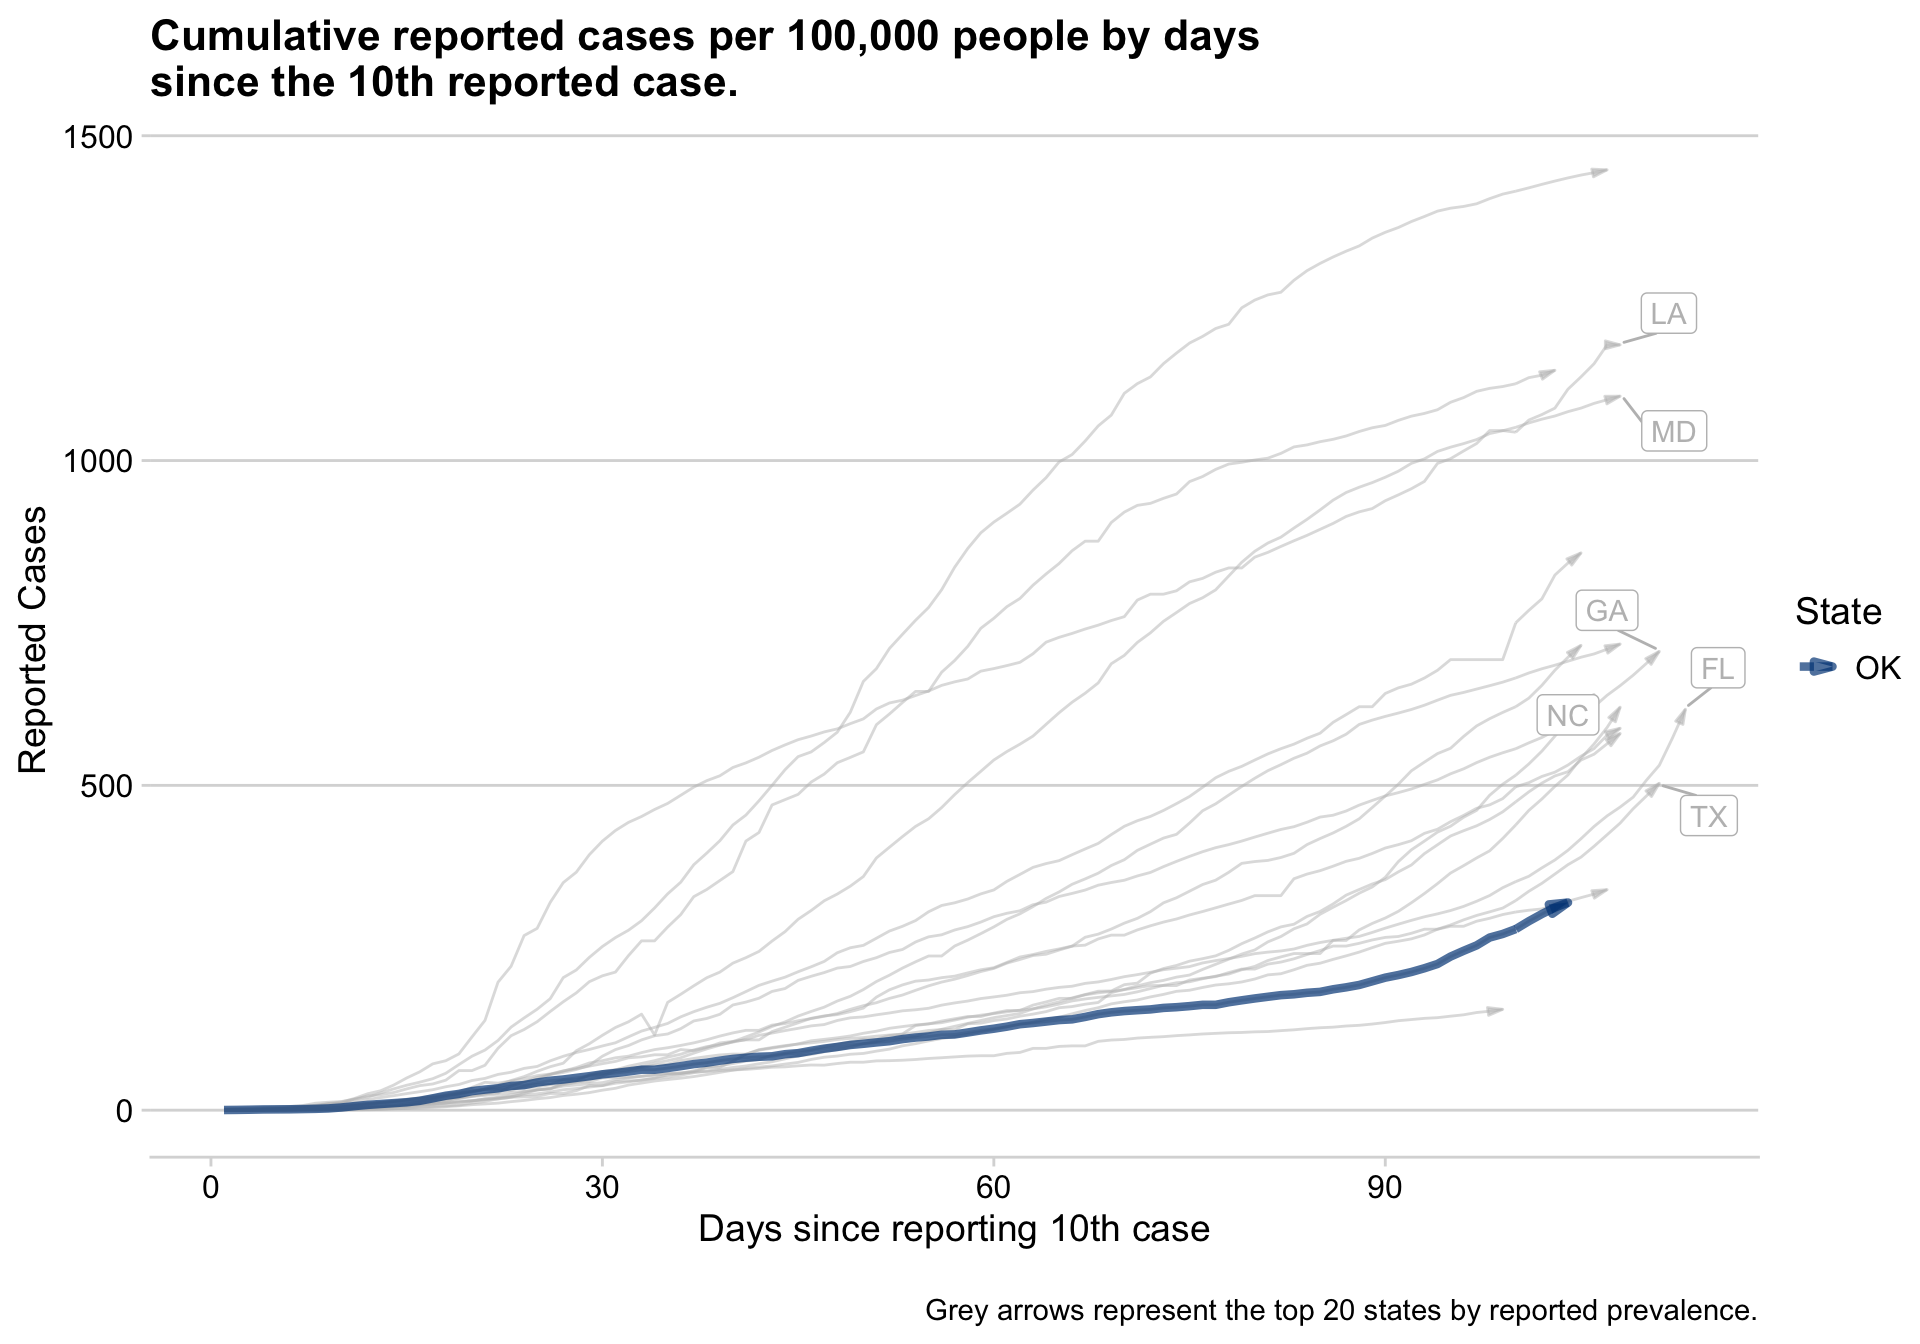 Cumulative reported cases per 100,000 people by days
since the 10th reported case.
1500
1000
500
0
Reported Cases
LA
MD
GA
FL
NC
TX
State
OK
0 30 60 90
Days since reporting 10th case
Grey arrows represent the top 20 states by reported prevalence.